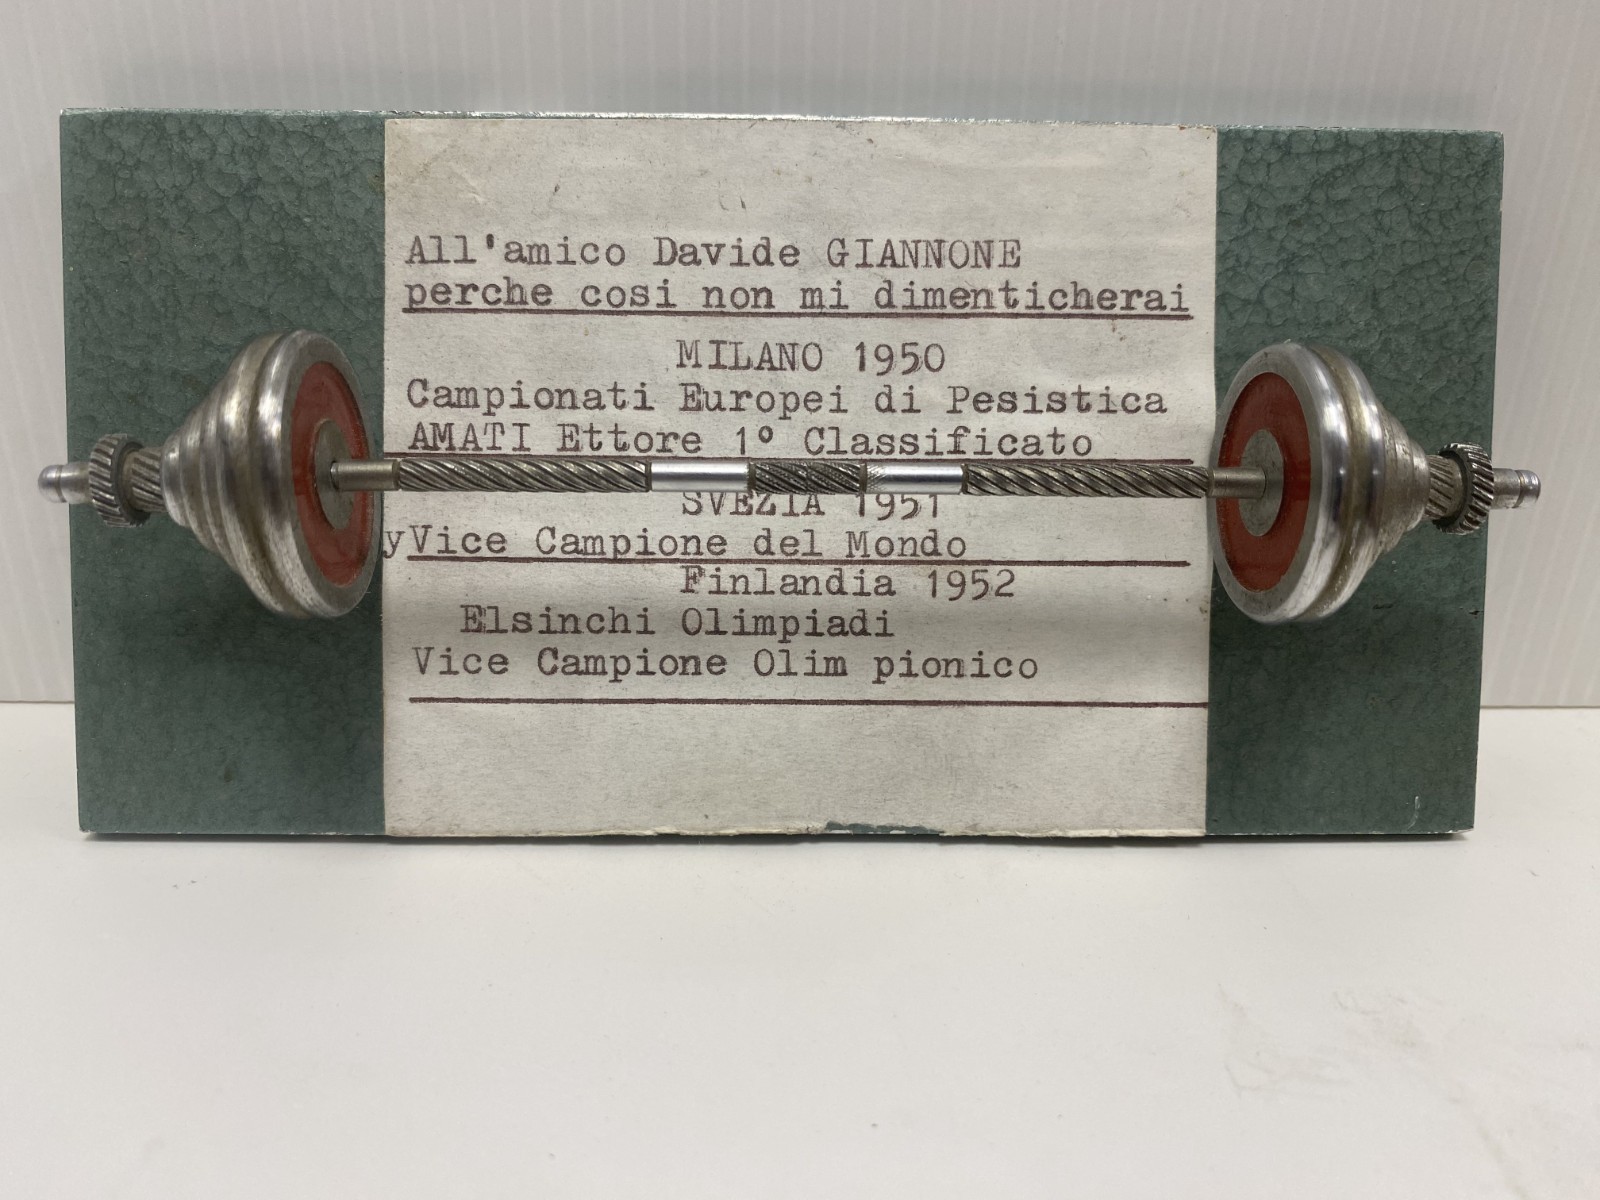 All'amico Davide GIANNONE
perche cosi non mi dimenticherai
MILANO 1950
Campionati Europei di Pesistica
AMATI Ettore 1º Classificato
SVEZIA 1951
yVice Campione del Mondo
Finlandia 1952
Elsinchi Olimpiadi
Vice Campione Olim pionico